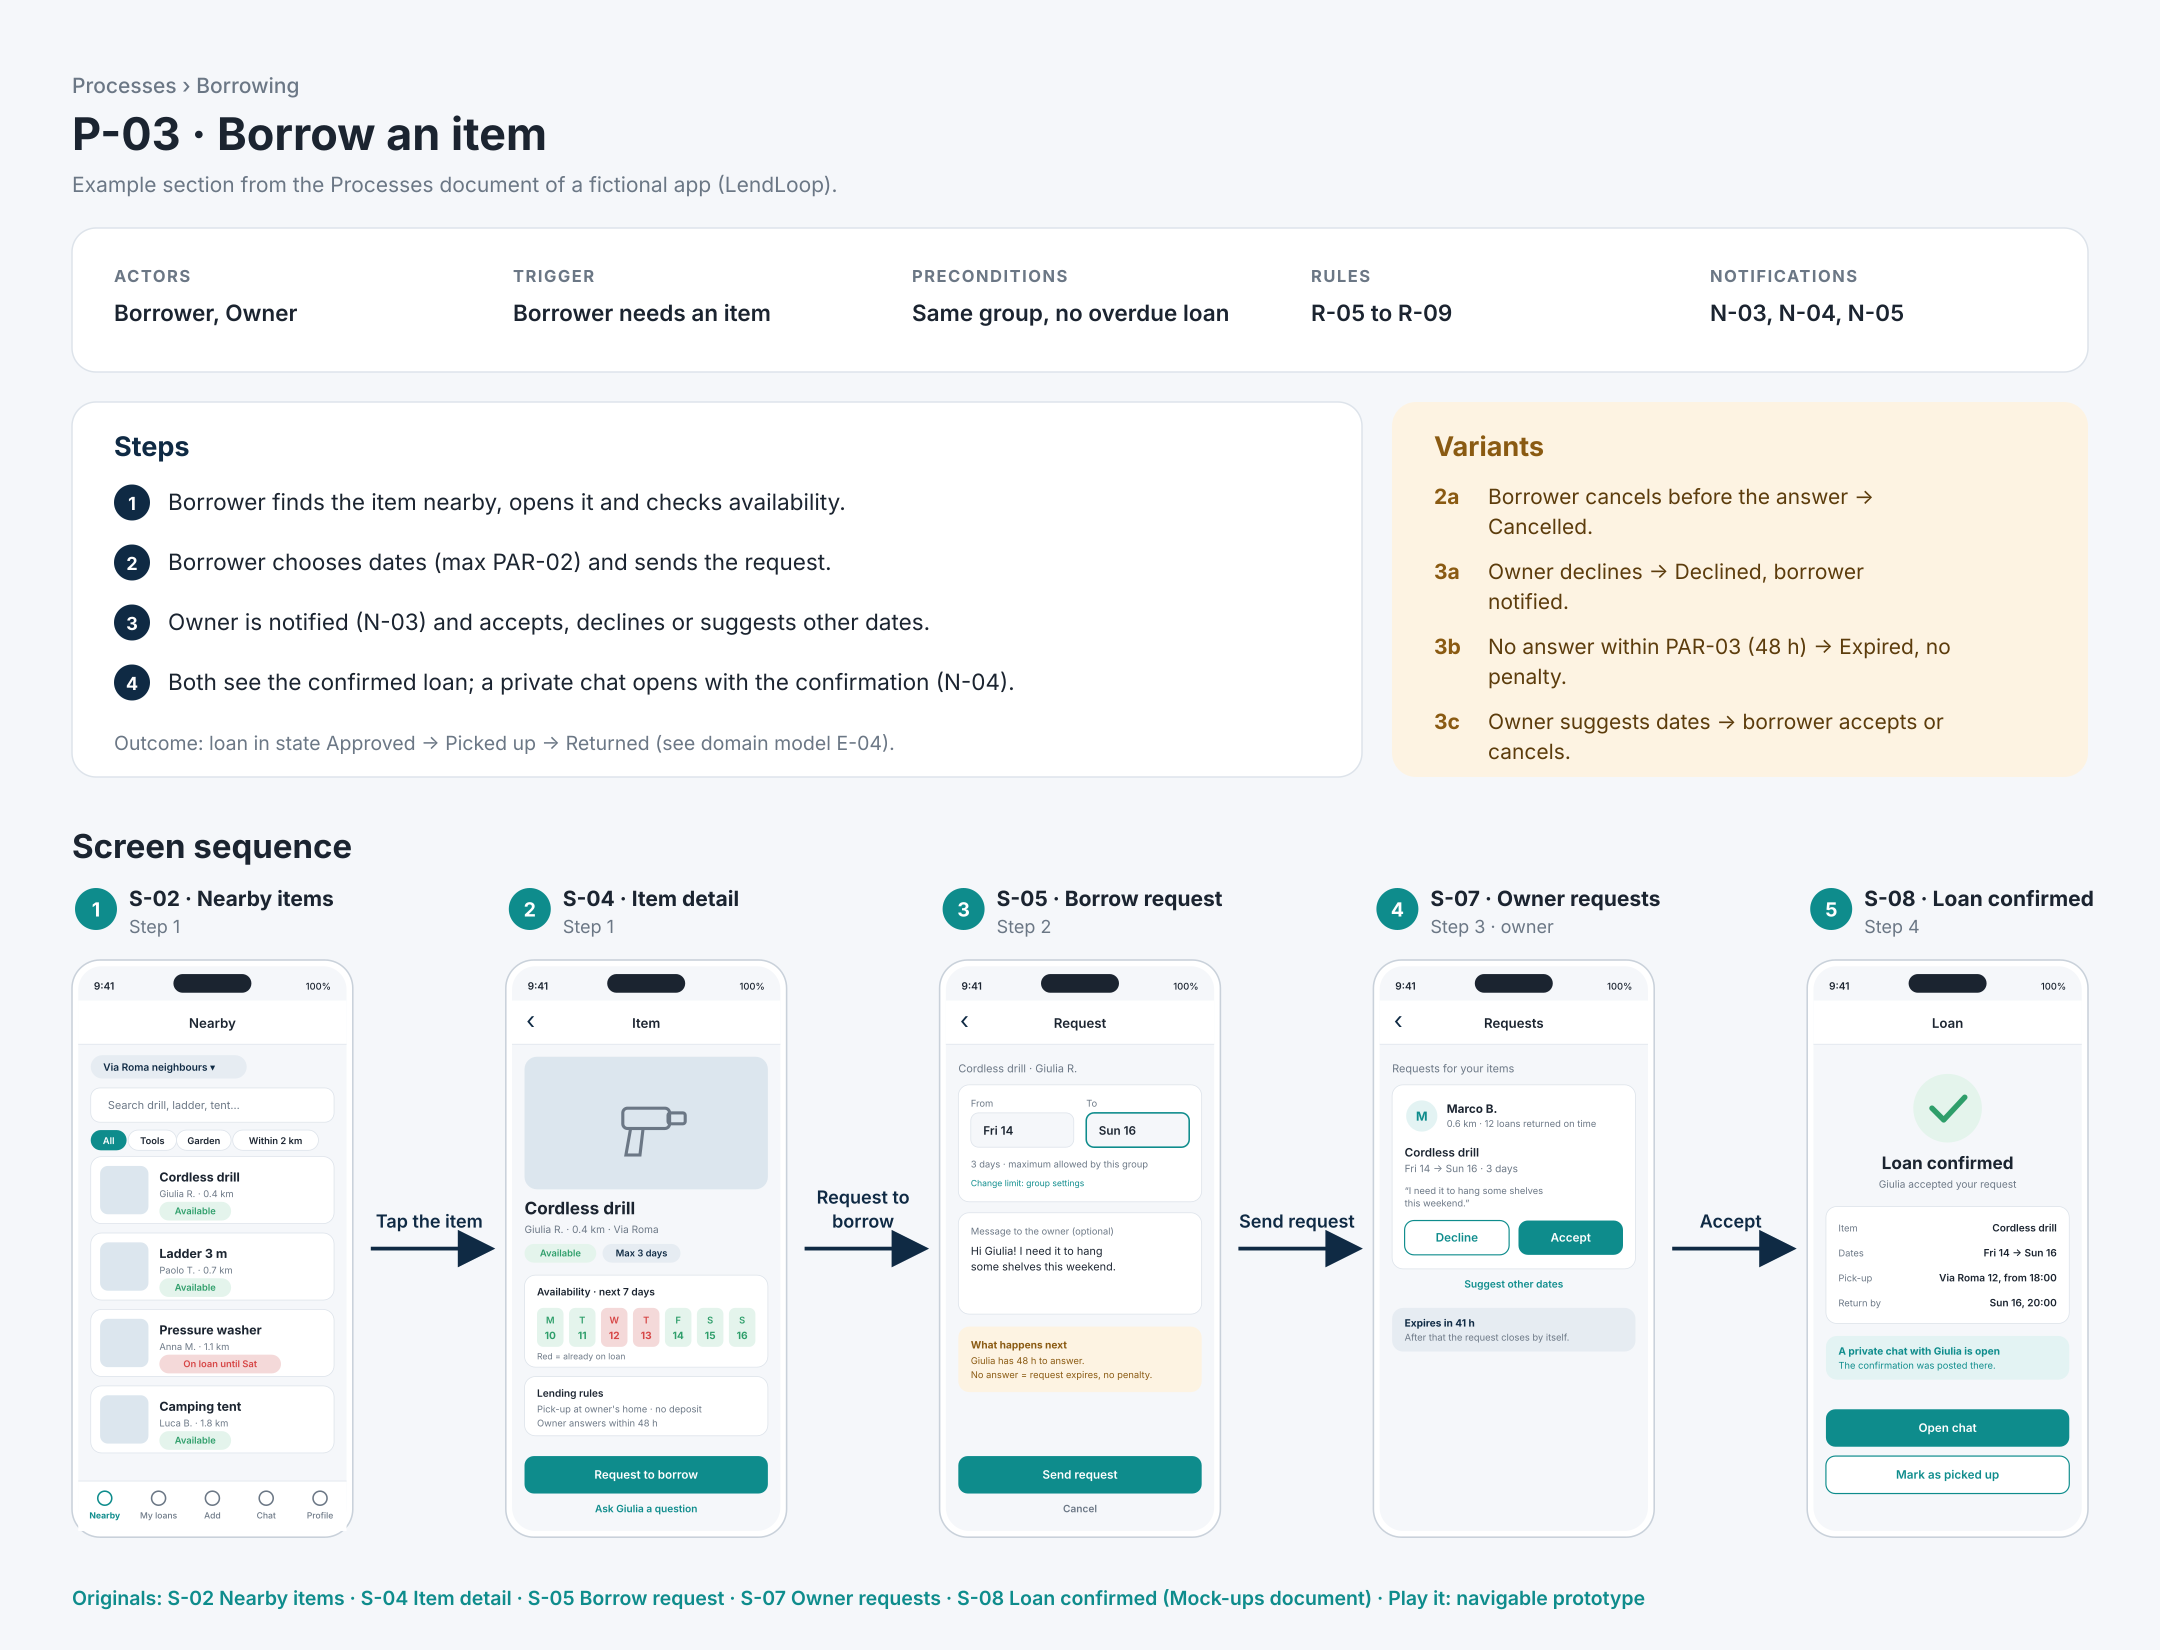 Processes › Borrowing
P-03 · Borrow an item
Example section from the Processes document of a fictional app (LendLoop).
ACTORS
Borrower, Owner
TRIGGER
Borrower needs an item
PRECONDITIONS
Same group, no overdue loan
RULES
R-05 to R-09
NOTIFICATIONS
N-03, N-04, N-05
Steps
1 Borrower finds the item nearby, opens it and checks availability.
2 Borrower chooses dates (max PAR-02) and sends the request.
3 Owner is notified (N-03) and accepts, declines or suggests other dates.
4 Both see the confirmed loan; a private chat opens with the confirmation (N-04).
Outcome: loan in state Approved → Picked up → Returned (see domain model E-04).
Variants
2a Borrower cancels before the answer →
Cancelled.
3a Owner declines → Declined, borrower
notified.
3b No answer within PAR-03 (48 h) → Expired, no
penalty.
3c Owner suggests dates → borrower accepts or
cancels.
Screen sequence
1 S-02 · Nearby items
Step 1
9:41 100%
Nearby
Via Roma neighbours ▾
Search drill, ladder, tent...
All Tools Garden Within 2 km
Cordless drill
Giulia R. · 0.4 km
Available
Ladder 3 m
Paolo T. · 0.7 km
Available
Pressure washer
Anna M. · 1.1 km
On loan until Sat
Camping tent
Luca B. · 1.8 km
Available
Nearby My loans Add Chat Profile
Tap the item
2 S-04 · Item detail
Step 1
9:41 100%
‹ Item
Cordless drill
Giulia R. · 0.4 km · Via Roma
Available Max 3 days
Availability · next 7 days
M T W T F S S
10 11 12 13 14 15 16
Red = already on loan
Lending rules
Pick-up at owner's home · no deposit
Owner answers within 48 h
Request to borrow
Ask Giulia a question
Request to
borrow
3 S-05 · Borrow request
Step 2
9:41 100%
‹ Request
Cordless drill · Giulia R.
From To
Fri 14 Sun 16
3 days · maximum allowed by this group
Change limit: group settings
Message to the owner (optional)
Hi Giulia! I need it to hang
some shelves this weekend.
What happens next
Giulia has 48 h to answer.
No answer = request expires, no penalty.
Send request
Cancel
Send request
4 S-07 · Owner requests
Step 3 · owner
9:41 100%
‹ Requests
Requests for your items
M Marco B.
0.6 km · 12 loans returned on time
Cordless drill
Fri 14 → Sun 16 · 3 days
"I need it to hang some shelves
this weekend."
Decline Accept
Suggest other dates
Expires in 41 h
After that the request closes by itself.
Accept
5 S-08 · Loan confirmed
Step 4
9:41 100%
Loan
Loan confirmed
Giulia accepted your request
Item Cordless drill
Dates Fri 14 → Sun 16
Pick-up Via Roma 12, from 18:00
Return by Sun 16, 20:00
A private chat with Giulia is open
The confirmation was posted there.
Open chat
Mark as picked up
Originals: S-02 Nearby items · S-04 Item detail · S-05 Borrow request · S-07 Owner requests · S-08 Loan confirmed (Mock-ups document) · Play it: navigable prototype